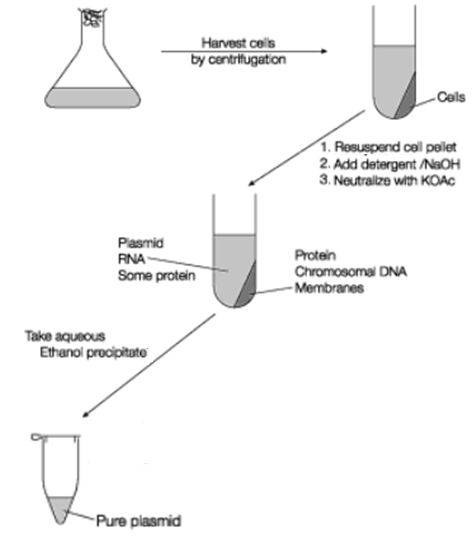 Harvest cells
by centrifugation
Cells
1. Resuspend cell pellet
2. Add detergent /NaOH
3. Neutralize with KOAc
Plasmid
RNA
Some protein
Protein
Chromosomal DNA
Membranes
Take aqueous
Ethanol precipitate
Pure plasmid